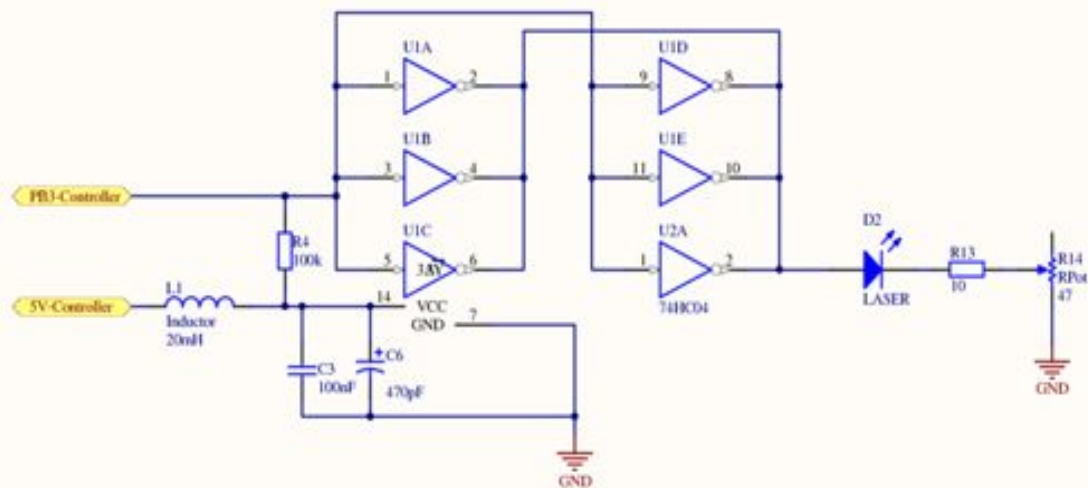 U1A
1
2
U1D
9
8
U1B
3
4
U1E
11
10
PB3-Controller
R4
100k
U1C
5
6
U2A
1
2
74HC04
D2
LASER
R13
10
R14
RPot
47
5V-Controller
L1
Inductor
20mH
14
VCC
GND
7
C3
100nF
C6
470pF
GND
GND